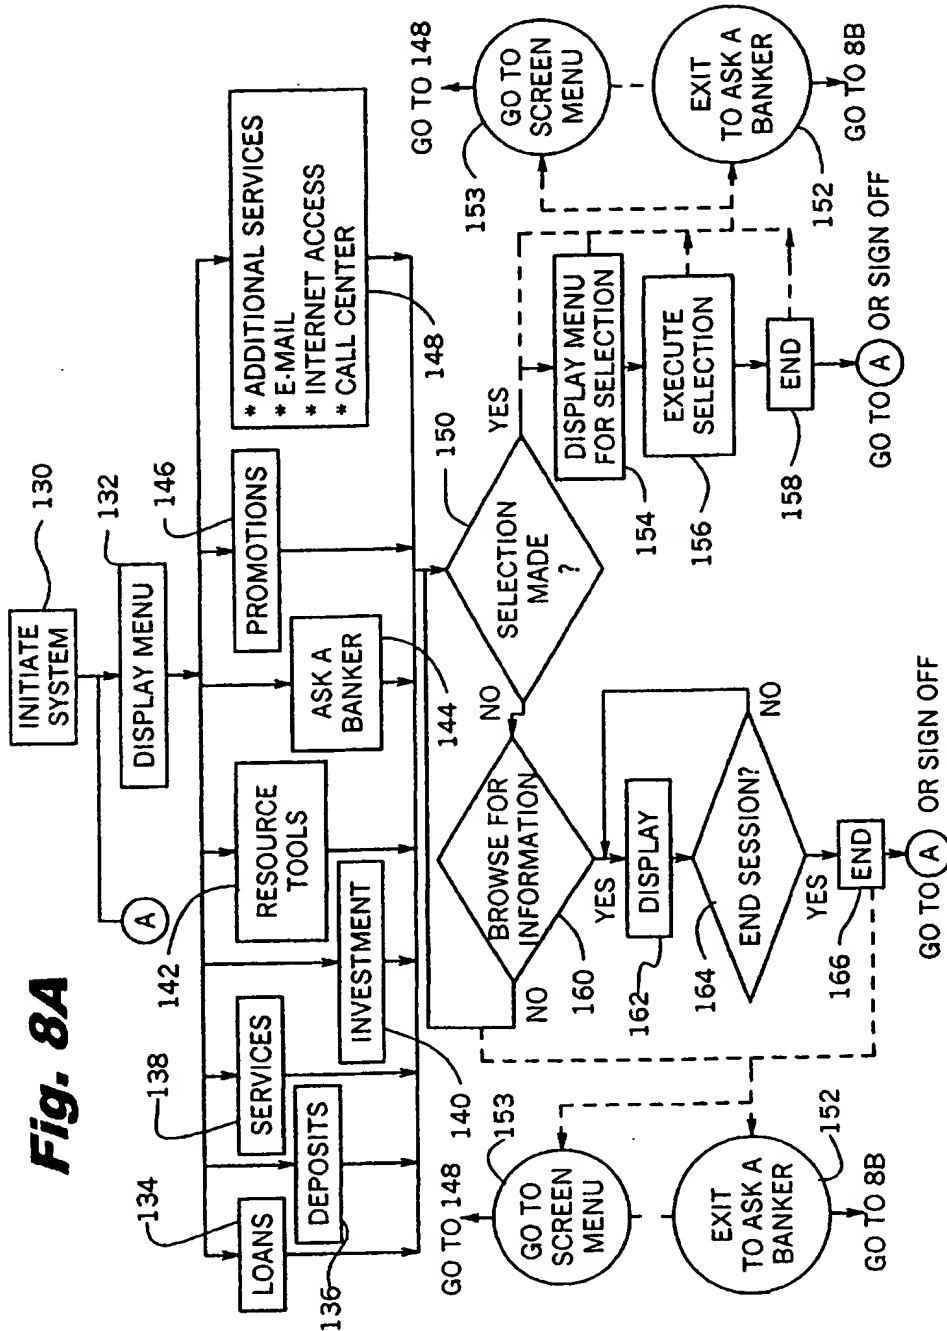 Fig. 8A
INITIATE
SYSTEM
130
A
DISPLAY MENU
132
LOANS
134
DEPOSITS
136
SERVICES
138
INVESTMENT
140
RESOURCE
TOOLS
142
ASK A
BANKER
144
PROMOTIONS
146
* ADDITIONAL SERVICES
* E-MAIL
* INTERNET ACCESS
* CALL CENTER
148
SELECTION
MADE
?
150
NO
YES
BROWSE FOR
INFORMATION
160
NO
YES
DISPLAY
162
END SESSION?
164
NO
YES
END
166
GO TO A OR SIGN OFF
GO TO 148
GO TO
SCREEN
MENU
153
EXIT
TO ASK A
BANKER
152
GO TO 8B
DISPLAY MENU
FOR SELECTION
154
EXECUTE
SELECTION
156
END
158
GO TO A OR SIGN OFF
GO TO 148
GO TO
SCREEN
MENU
153
EXIT
TO ASK A
BANKER
152
GO TO 8B